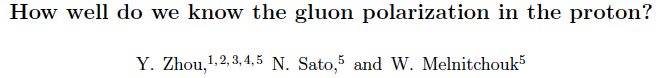 How well do we know the gluon polarization in the proton?
Y. Zhou,1, 2, 3, 4, 5 N. Sato,5 and W. Melnitchouk5